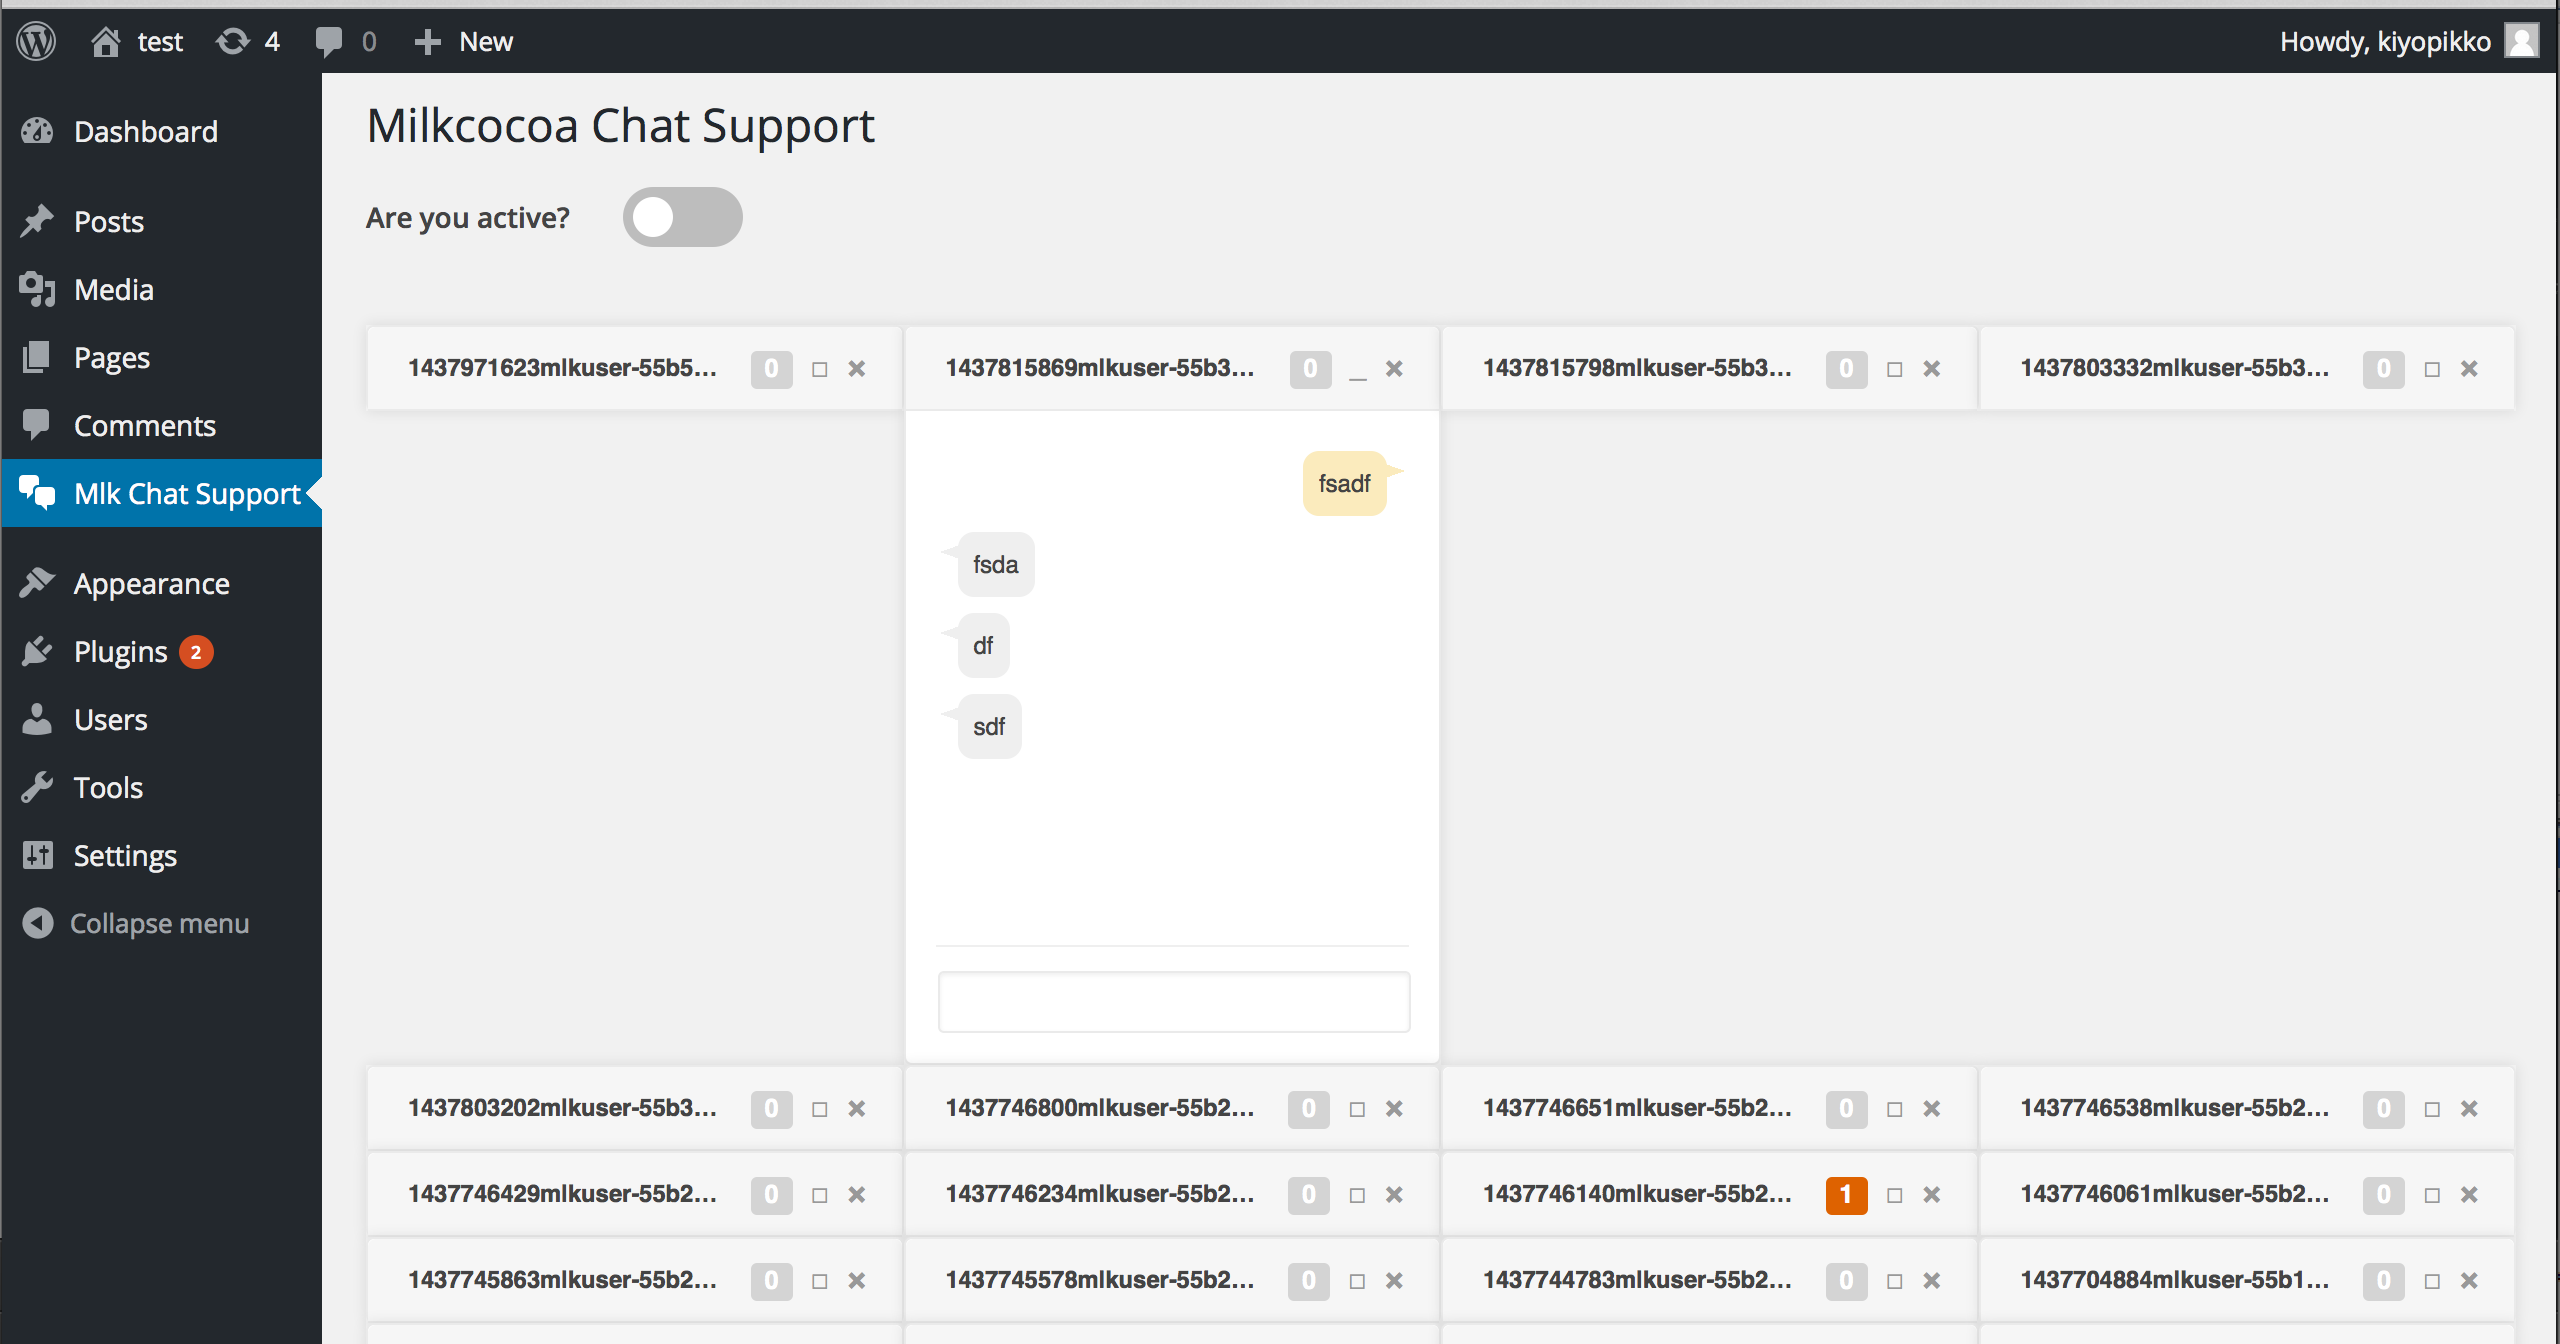 test 4 0 New Howdy, kiyopikko
Dashboard
Posts
Media
Pages
Comments
Mlk Chat Support
Appearance
Plugins 2
Users
Tools
Settings
Collapse menu
Milkcocoa Chat Support
Are you active?
1437971623mlkuser-55b5... 0
1437815869mlkuser-55b3... 0
1437815798mlkuser-55b3... 0
1437803332mlkuser-55b3... 0
fsadf
fsda
df
sdf
1437803202mlkuser-55b3... 0
1437746800mlkuser-55b2... 0
1437746651mlkuser-55b2... 0
1437746538mlkuser-55b2... 0
1437746429mlkuser-55b2... 0
1437746234mlkuser-55b2... 0
1437746140mlkuser-55b2... 1
1437746061mlkuser-55b2... 0
1437745863mlkuser-55b2... 0
1437745578mlkuser-55b2... 0
1437744783mlkuser-55b2... 0
1437704884mlkuser-55b1... 0